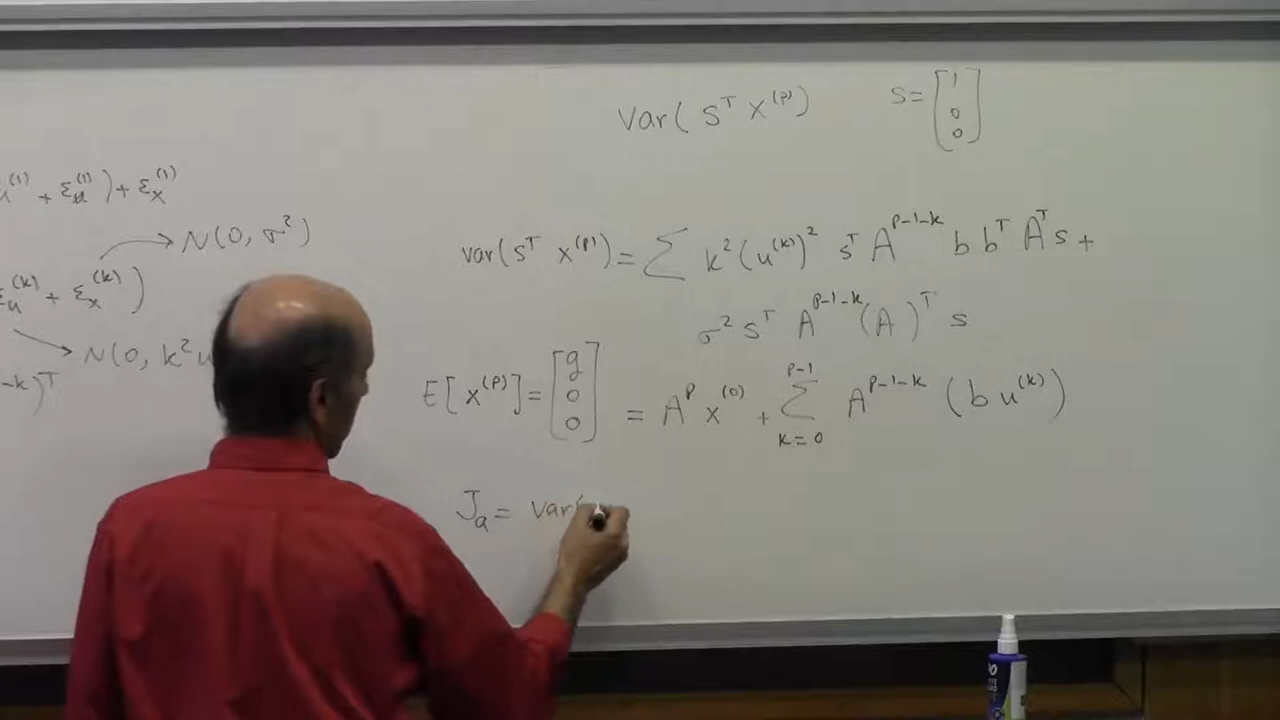 Var( Sᵀ x⁽ᵖ⁾) S = [1 0 0]
u⁽¹⁾ + ε_u⁽¹⁾ ) + ε_x⁽¹⁾
→ N(0, σ²)
var(Sᵀ x⁽ᵖ⁾) = Σ k² (u⁽ᵏ⁾)² sᵀ A^{p-1-k} b bᵀ Aᵀ s +
ε_u⁽ᵏ⁾ + ε_x⁽ᵏ⁾ )
σ² sᵀ A^{p-1-k} (A )ᵀ s
→ N(0, k² u
-k)ᵀ
E[ x⁽ᵖ⁾] = [g 0 0] = Aᵖ x⁽⁰⁾ + Σ_{k=0}^{p-1} A^{p-1-k} ( b u⁽ᵏ⁾ )
J_a = var(